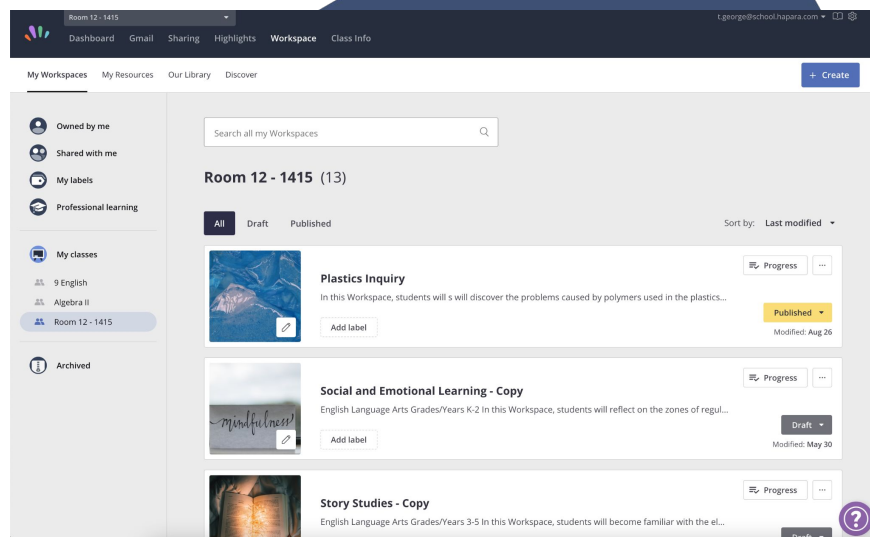 Room 12 - 1415
t.george@school.hapara.com
Dashboard Gmail Sharing Highlights Workspace Class Info
My Workspaces My Resources Our Library Discover
+ Create
Owned by me
Shared with me
My labels
Professional learning
My classes
9 English
Algebra II
Room 12 - 1415
Archived
Search all my Workspaces
Room 12 - 1415 (13)
All Draft Published
Sort by: Last modified
Plastics Inquiry
In this Workspace, students will s will discover the problems caused by polymers used in the plastics...
Add label
Progress ...
Published
Modified: Aug 26
mindfulness
Social and Emotional Learning - Copy
English Language Arts Grades/Years K-2 In this Workspace, students will reflect on the zones of regul...
Add label
Progress ...
Draft
Modified: May 30
Story Studies - Copy
English Language Arts Grades/Years 3-5 In this Workspace, students will become familiar with the el...
Progress ...
Draft
?